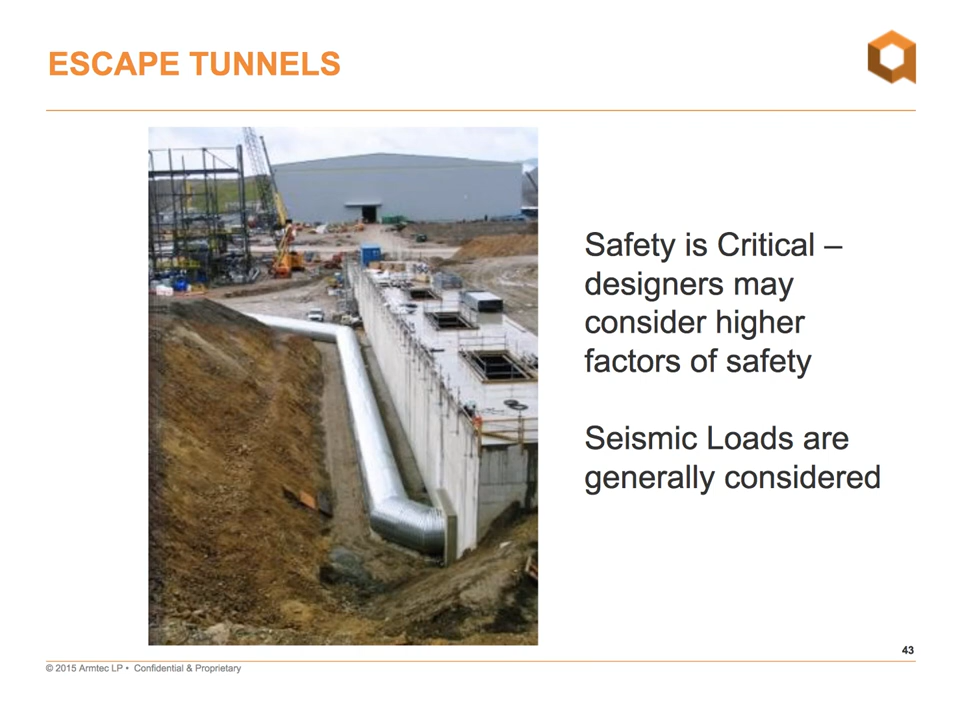 ESCAPE TUNNELS
Safety is Critical –
designers may
consider higher
factors of safety
Seismic Loads are
generally considered
43
© 2015 Armtec LP • Confidential & Proprietary